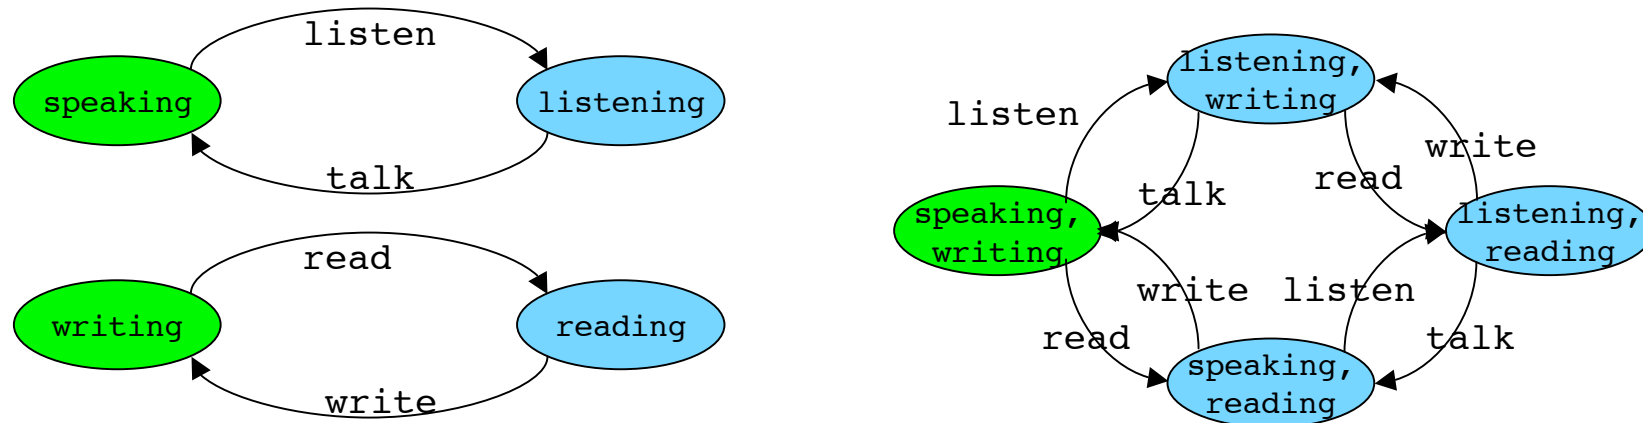 listen
speaking
listening
talk
read
writing
reading
write
listening,
writing
listen
write
talk
read
speaking,
writing
listening,
reading
write
listen
read
talk
speaking,
reading